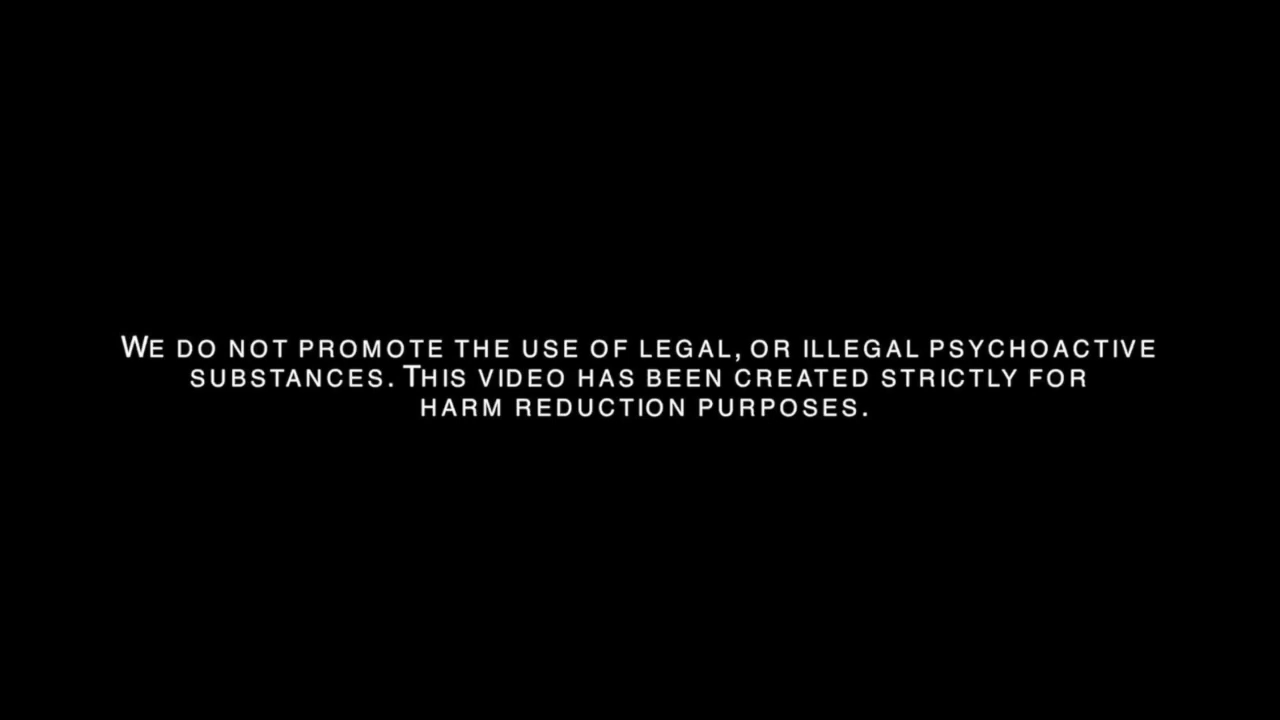 WE DO NOT PROMOTE THE USE OF LEGAL, OR ILLEGAL PSYCHOACTIVE
SUBSTANCES. THIS VIDEO HAS BEEN CREATED STRICTLY FOR
HARM REDUCTION PURPOSES.